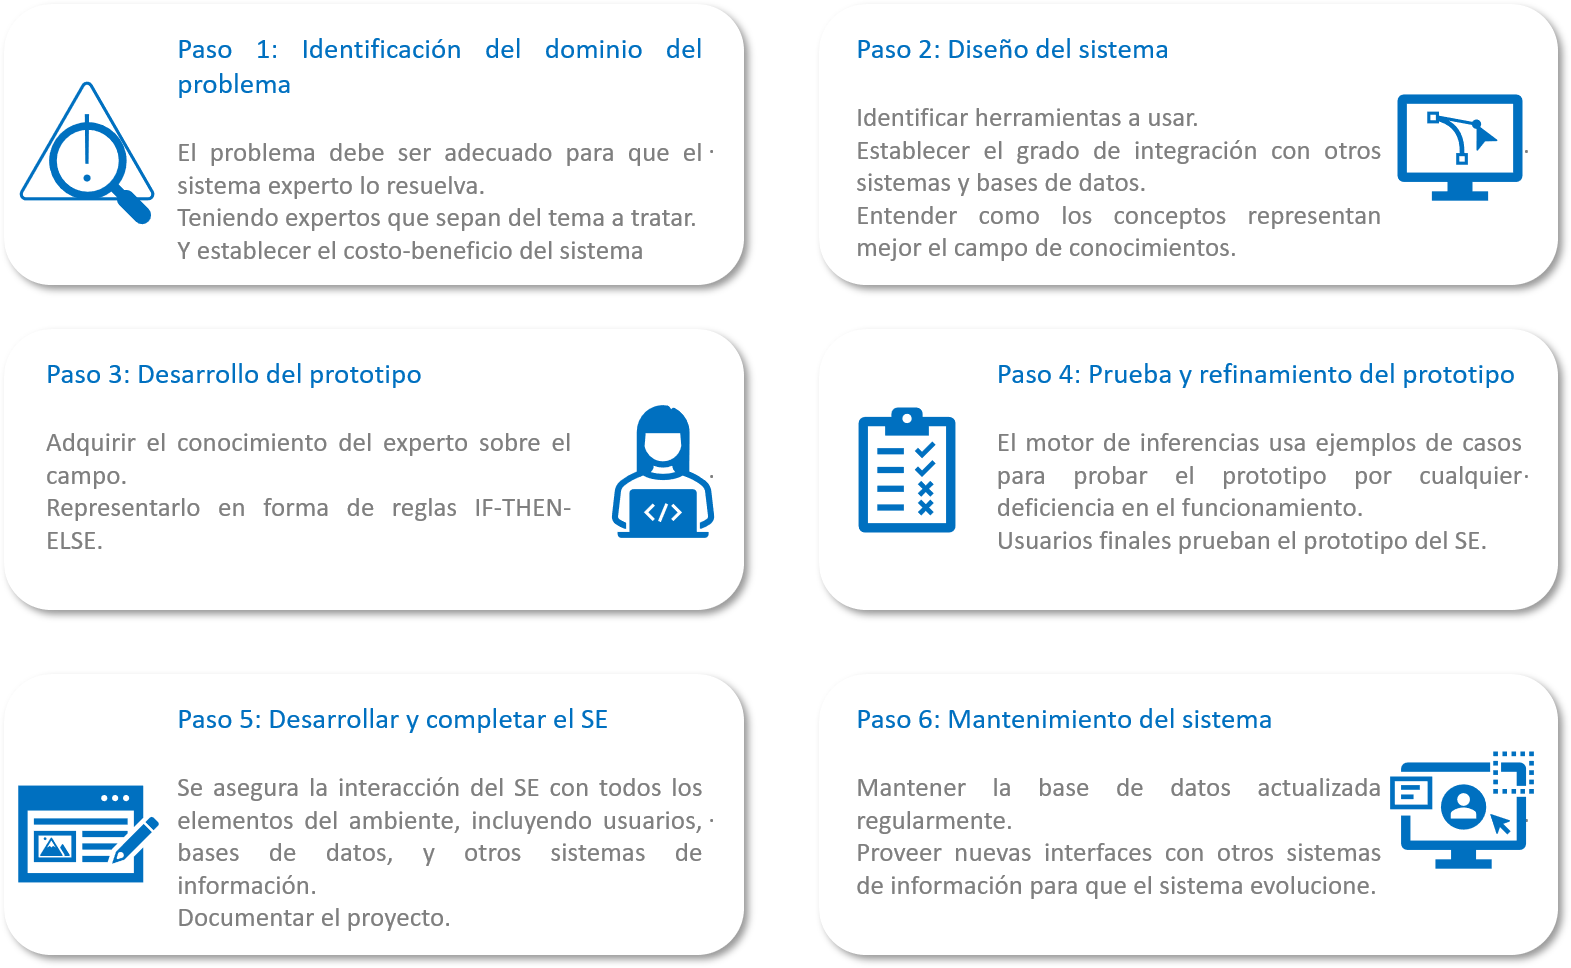 Paso 1: Identificación del dominio del
problema
El problema debe ser adecuado para que el
sistema experto lo resuelva.
Teniendo expertos que sepan del tema a tratar.
Y establecer el costo-beneficio del sistema
Paso 2: Diseño del sistema
Identificar herramientas a usar.
Establecer el grado de integración con otros
sistemas y bases de datos.
Entender como los conceptos representan
mejor el campo de conocimientos.
Paso 3: Desarrollo del prototipo
Adquirir el conocimiento del experto sobre el
campo.
Representarlo en forma de reglas IF-THEN-
ELSE.
</>
Paso 4: Prueba y refinamiento del prototipo
El motor de inferencias usa ejemplos de casos
para probar el prototipo por cualquier
deficiencia en el funcionamiento.
Usuarios finales prueban el prototipo del SE.
Paso 5: Desarrollar y completar el SE
Se asegura la interacción del SE con todos los
elementos del ambiente, incluyendo usuarios,
bases de datos, y otros sistemas de
información.
Documentar el proyecto.
Paso 6: Mantenimiento del sistema
Mantener la base de datos actualizada
regularmente.
Proveer nuevas interfaces con otros sistemas
de información para que el sistema evolucione.